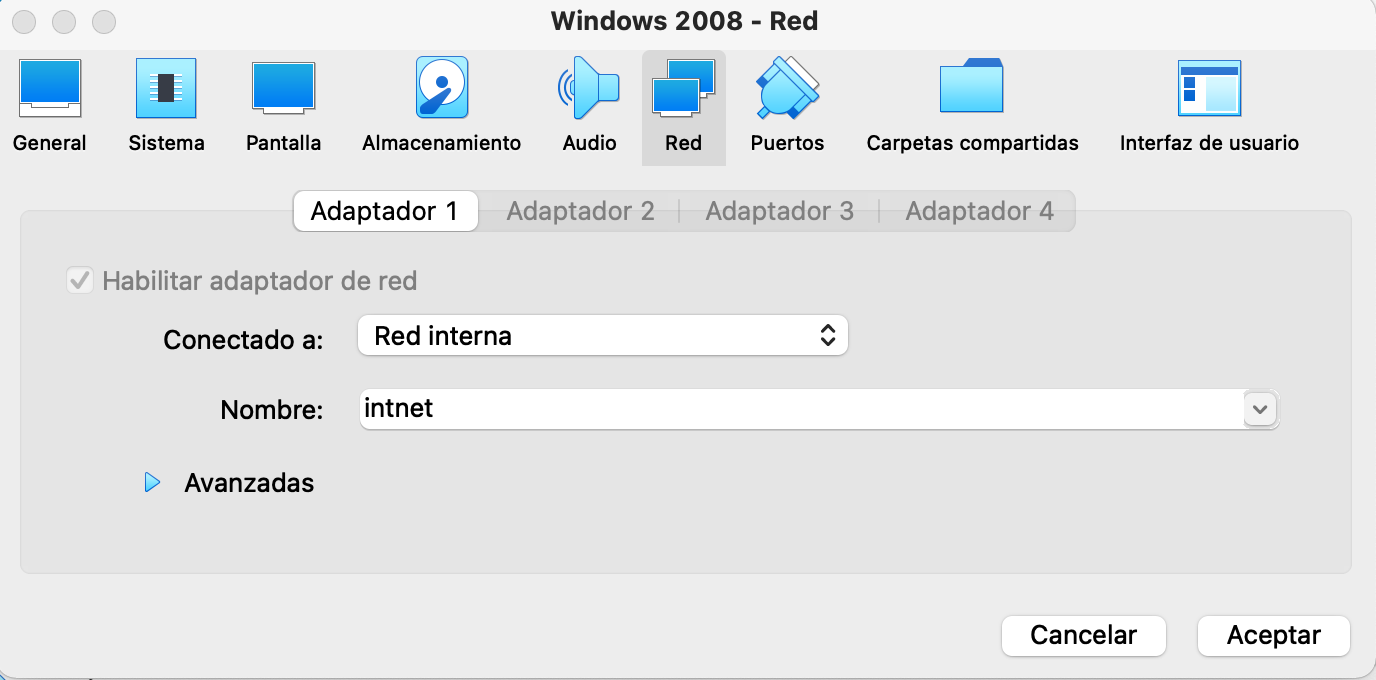 Windows 2008 - Red
General Sistema Pantalla Almacenamiento Audio Red Puertos Carpetas compartidas Interfaz de usuario
Adaptador 1 Adaptador 2 Adaptador 3 Adaptador 4
Habilitar adaptador de red
Conectado a: Red interna
Nombre: intnet
Avanzadas
Cancelar Aceptar